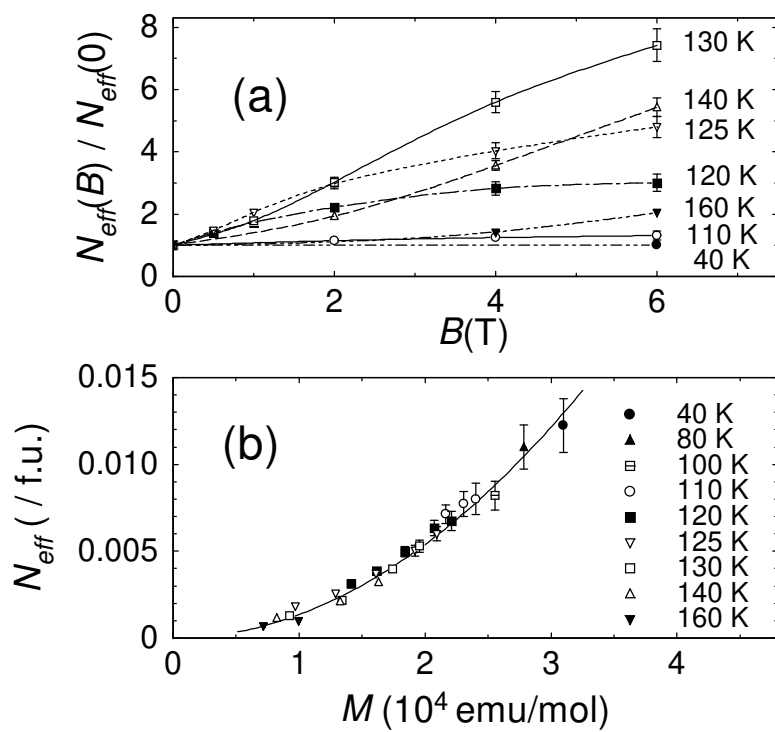 8
6
4
2
0
N_eff(B) / N_eff(0)
(a)
130 K
140 K
125 K
120 K
160 K
110 K
40 K
0
2
4
6
B(T)
0.015
0.010
0.005
0
N_eff ( / f.u.)
(b)
40 K
80 K
100 K
110 K
120 K
125 K
130 K
140 K
160 K
0
1
2
3
4
M (10⁴ emu/mol)